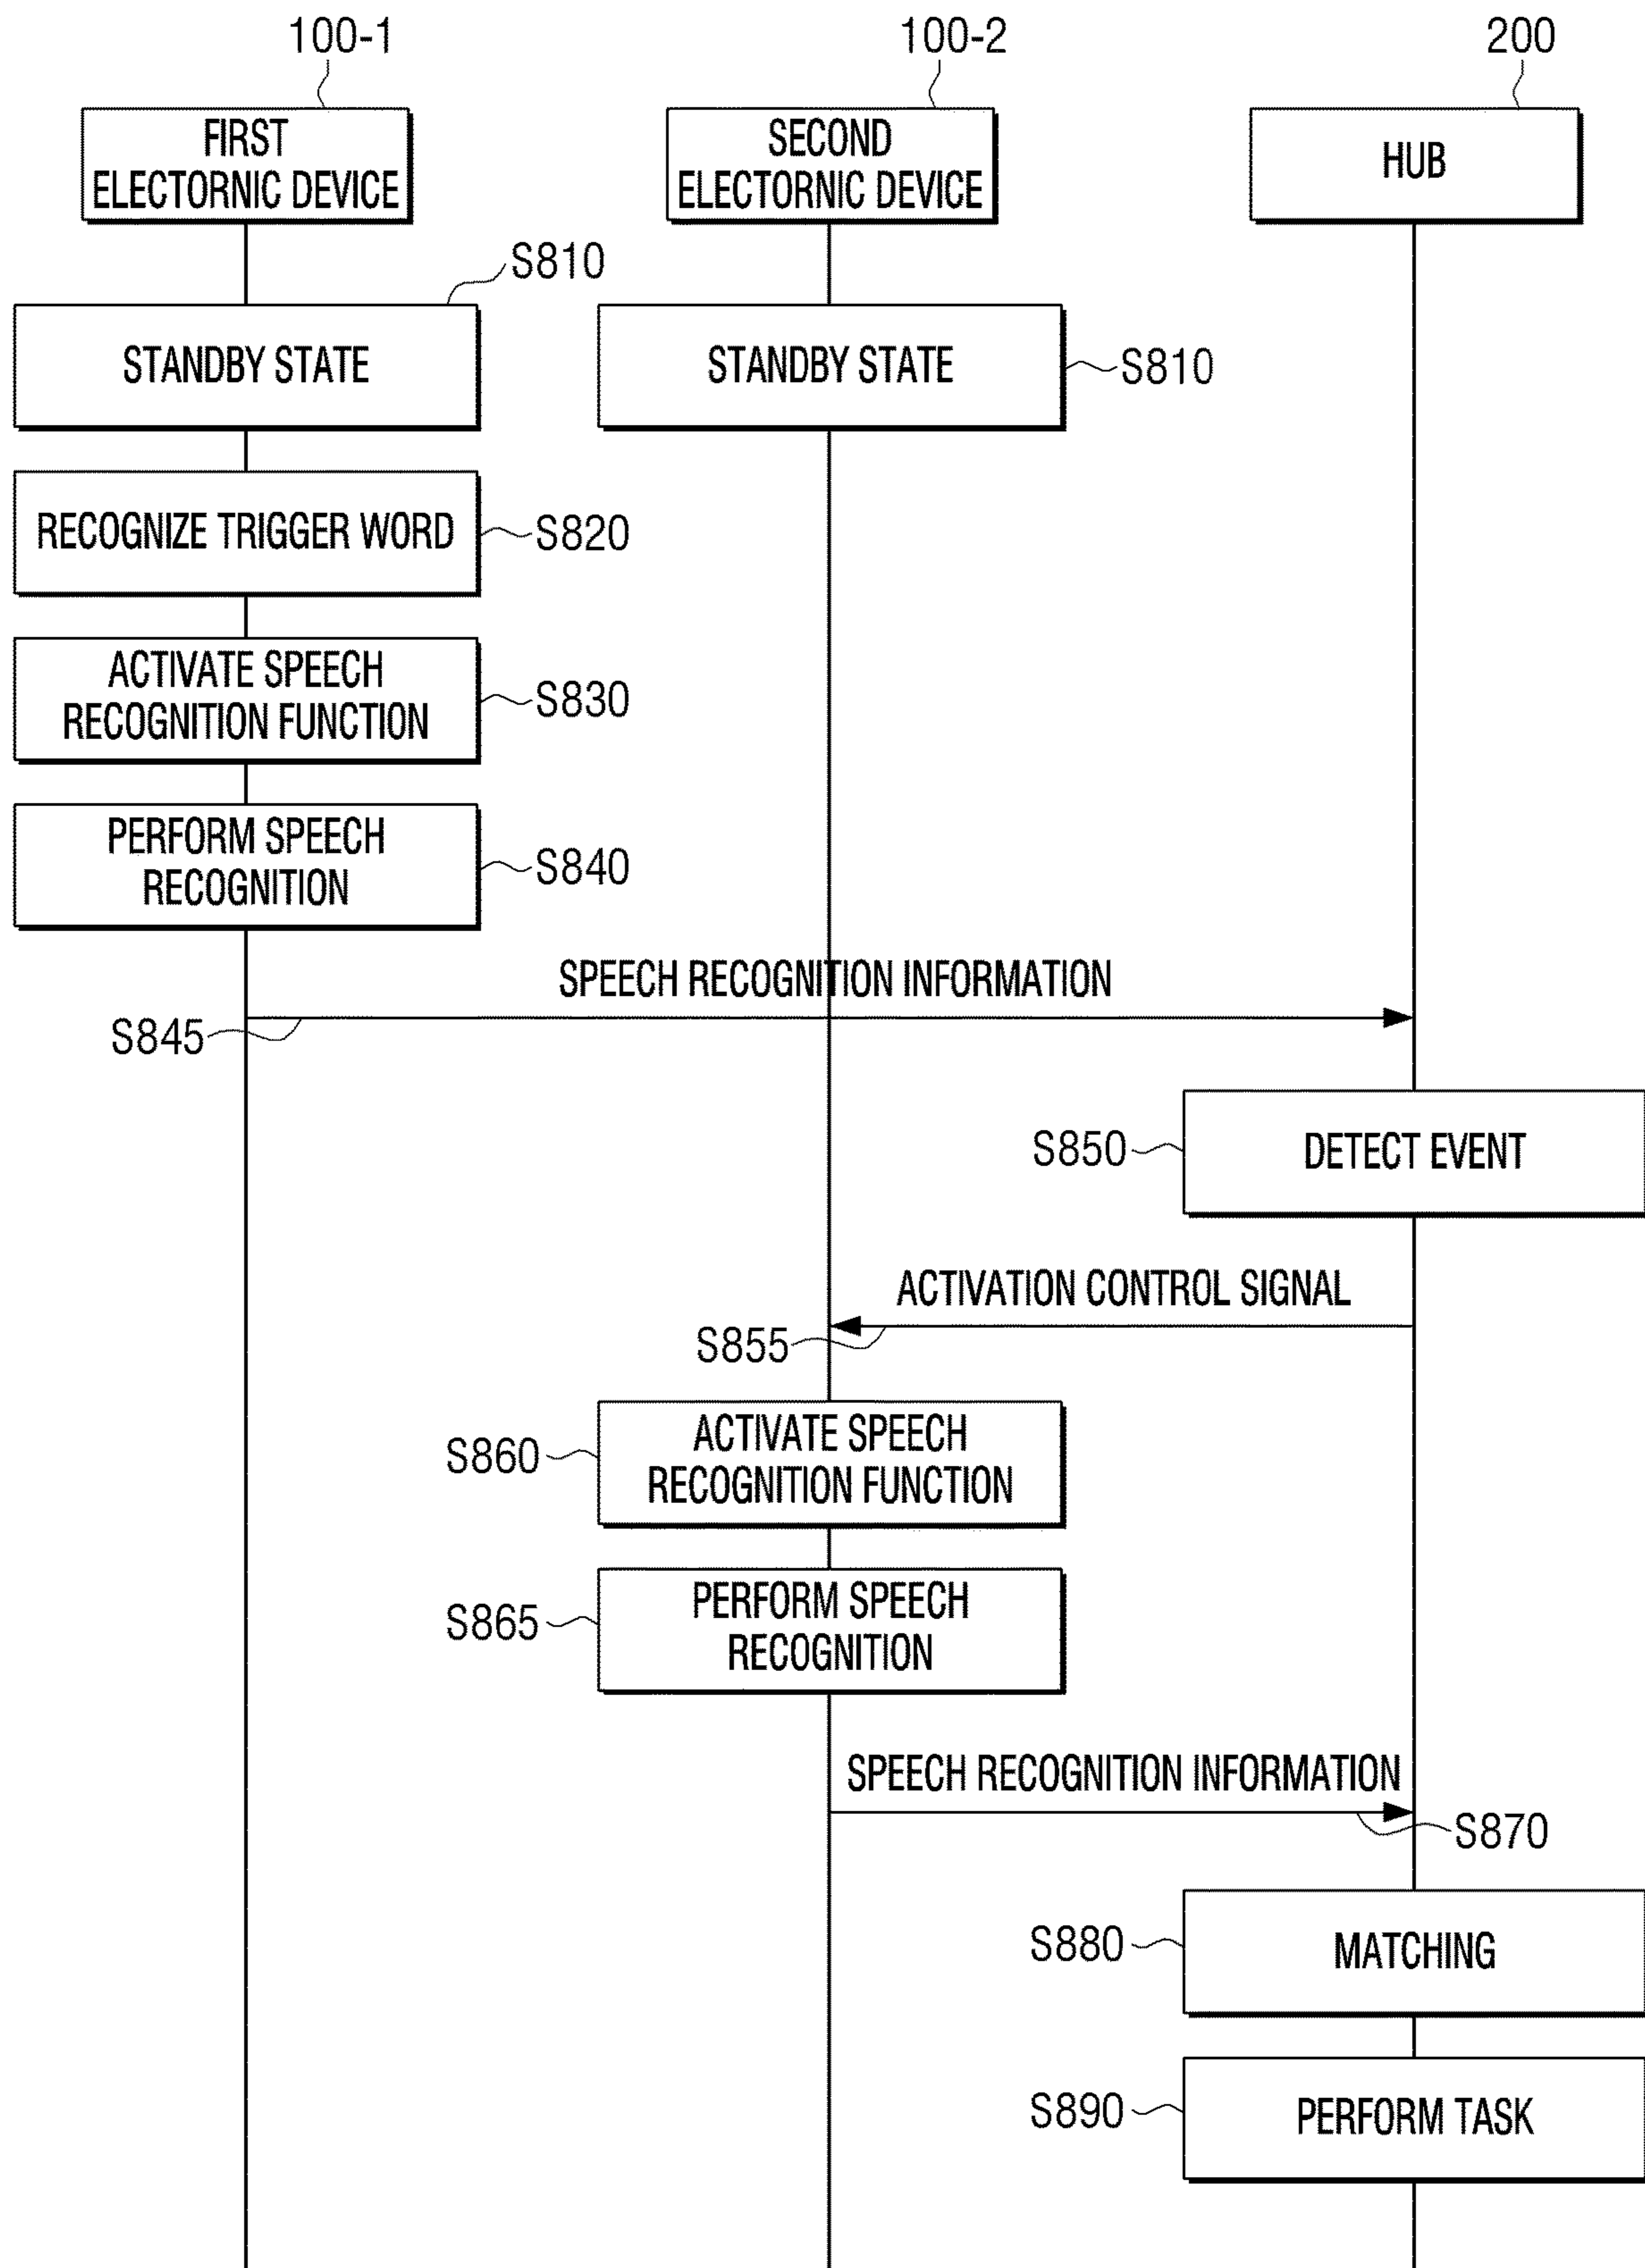 100-1
100-2
200
FIRST
ELECTORNIC DEVICE
SECOND
ELECTORNIC DEVICE
HUB
S810
STANDBY STATE
STANDBY STATE
S810
RECOGNIZE TRIGGER WORD
S820
ACTIVATE SPEECH
RECOGNITION FUNCTION
S830
PERFORM SPEECH
RECOGNITION
S840
SPEECH RECOGNITION INFORMATION
S845
S850
DETECT EVENT
ACTIVATION CONTROL SIGNAL
S855
S860
ACTIVATE SPEECH
RECOGNITION FUNCTION
S865
PERFORM SPEECH
RECOGNITION
SPEECH RECOGNITION INFORMATION
S870
S880
MATCHING
S890
PERFORM TASK